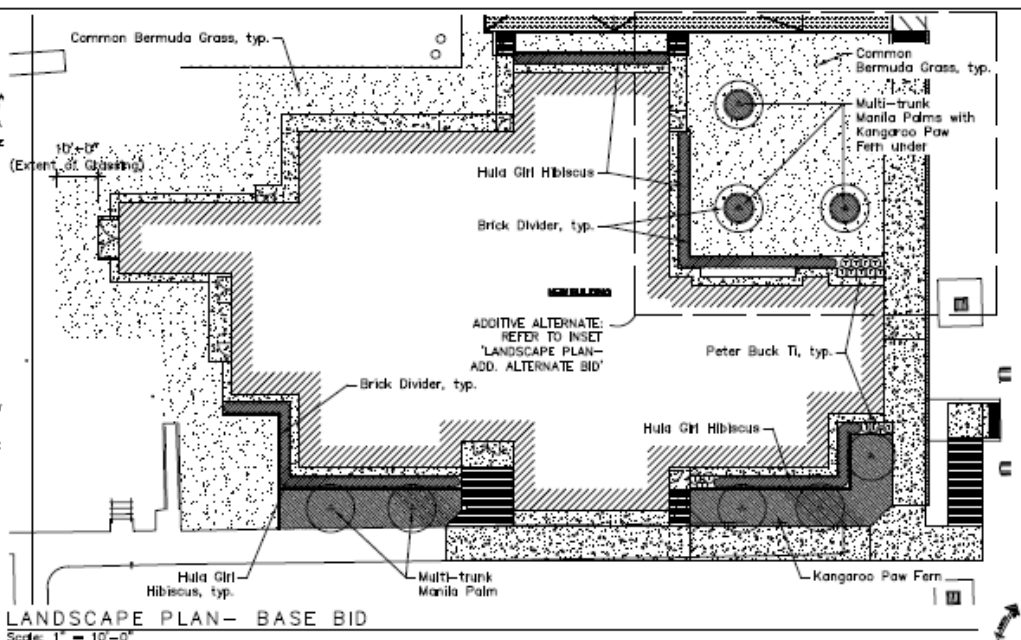 Common Bermuda Grass, typ.
Common
Bermuda Grass, typ.
Multi-trunk
Manila Palms with
Kangaroo Paw
Fern under
10'-0"
(Extent of Grassing)
Hula Girl Hibiscus
Brick Divider, typ.
ADDITIVE ALTERNATE:
REFER TO INSET
'LANDSCAPE PLAN-
ADD. ALTERNATE BID'
Peter Buck Ti, typ.
Brick Divider, typ.
Hula Girl Hibiscus
Hula Girl
Hibiscus, typ.
Multi-trunk
Manila Palm
Kangaroo Paw Fern
LANDSCAPE PLAN- BASE BID
Scale: 1" = 10'-0"